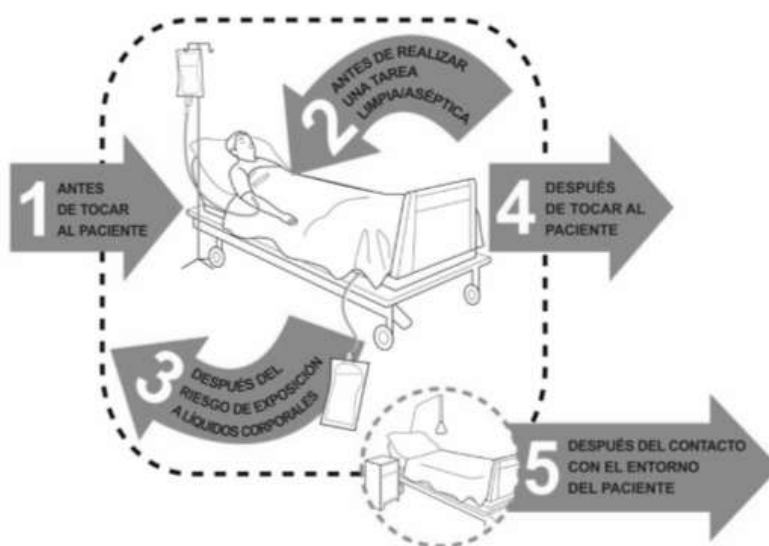 1
ANTES
DE TOCAR
AL PACIENTE
2
ANTES DE REALIZAR
UNA TAREA
LIMPIA/ASÉPTICA
3
DESPUÉS DEL
RIESGO DE EXPOSICIÓN
A LÍQUIDOS CORPORALES
4
DESPUÉS
DE TOCAR AL
PACIENTE
5
DESPUÉS DEL CONTACTO
CON EL ENTORNO
DEL PACIENTE